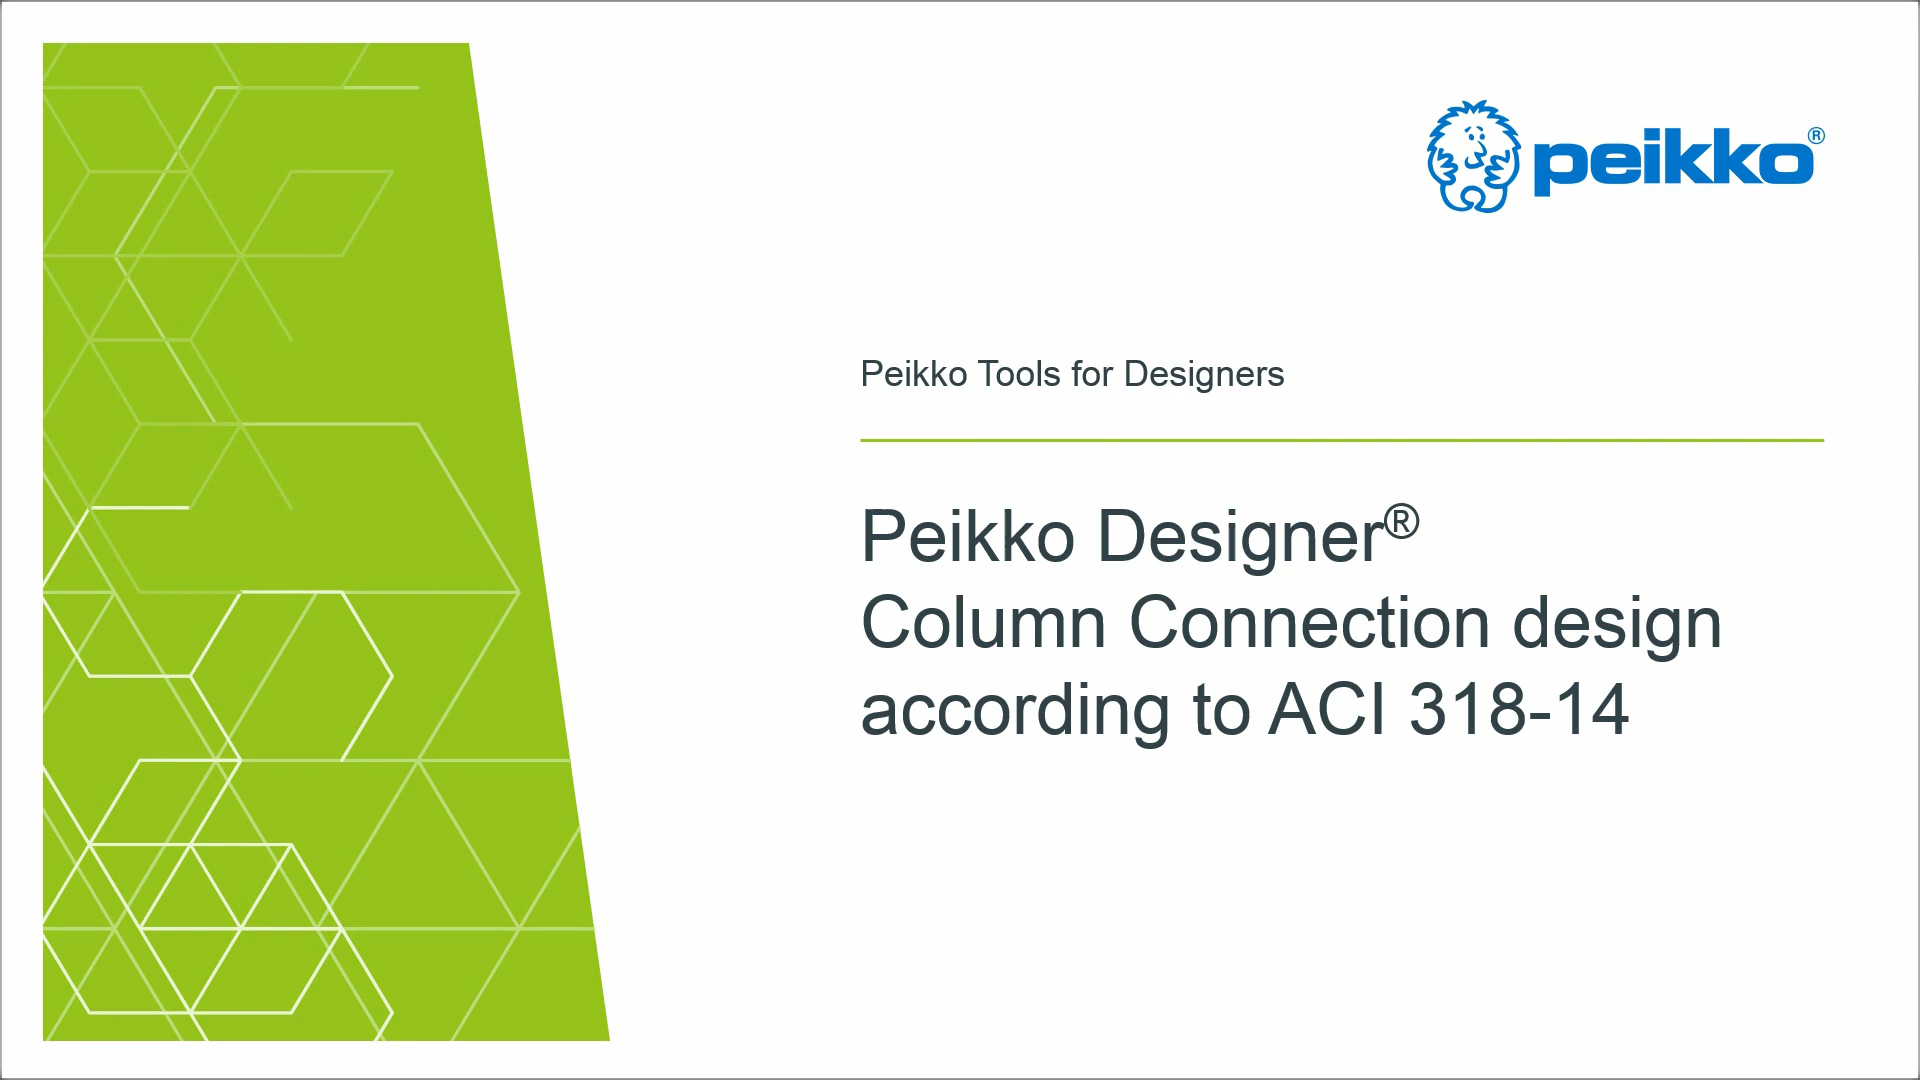 peikko®
Peikko Tools for Designers
Peikko Designer®
Column Connection design
according to ACI 318-14